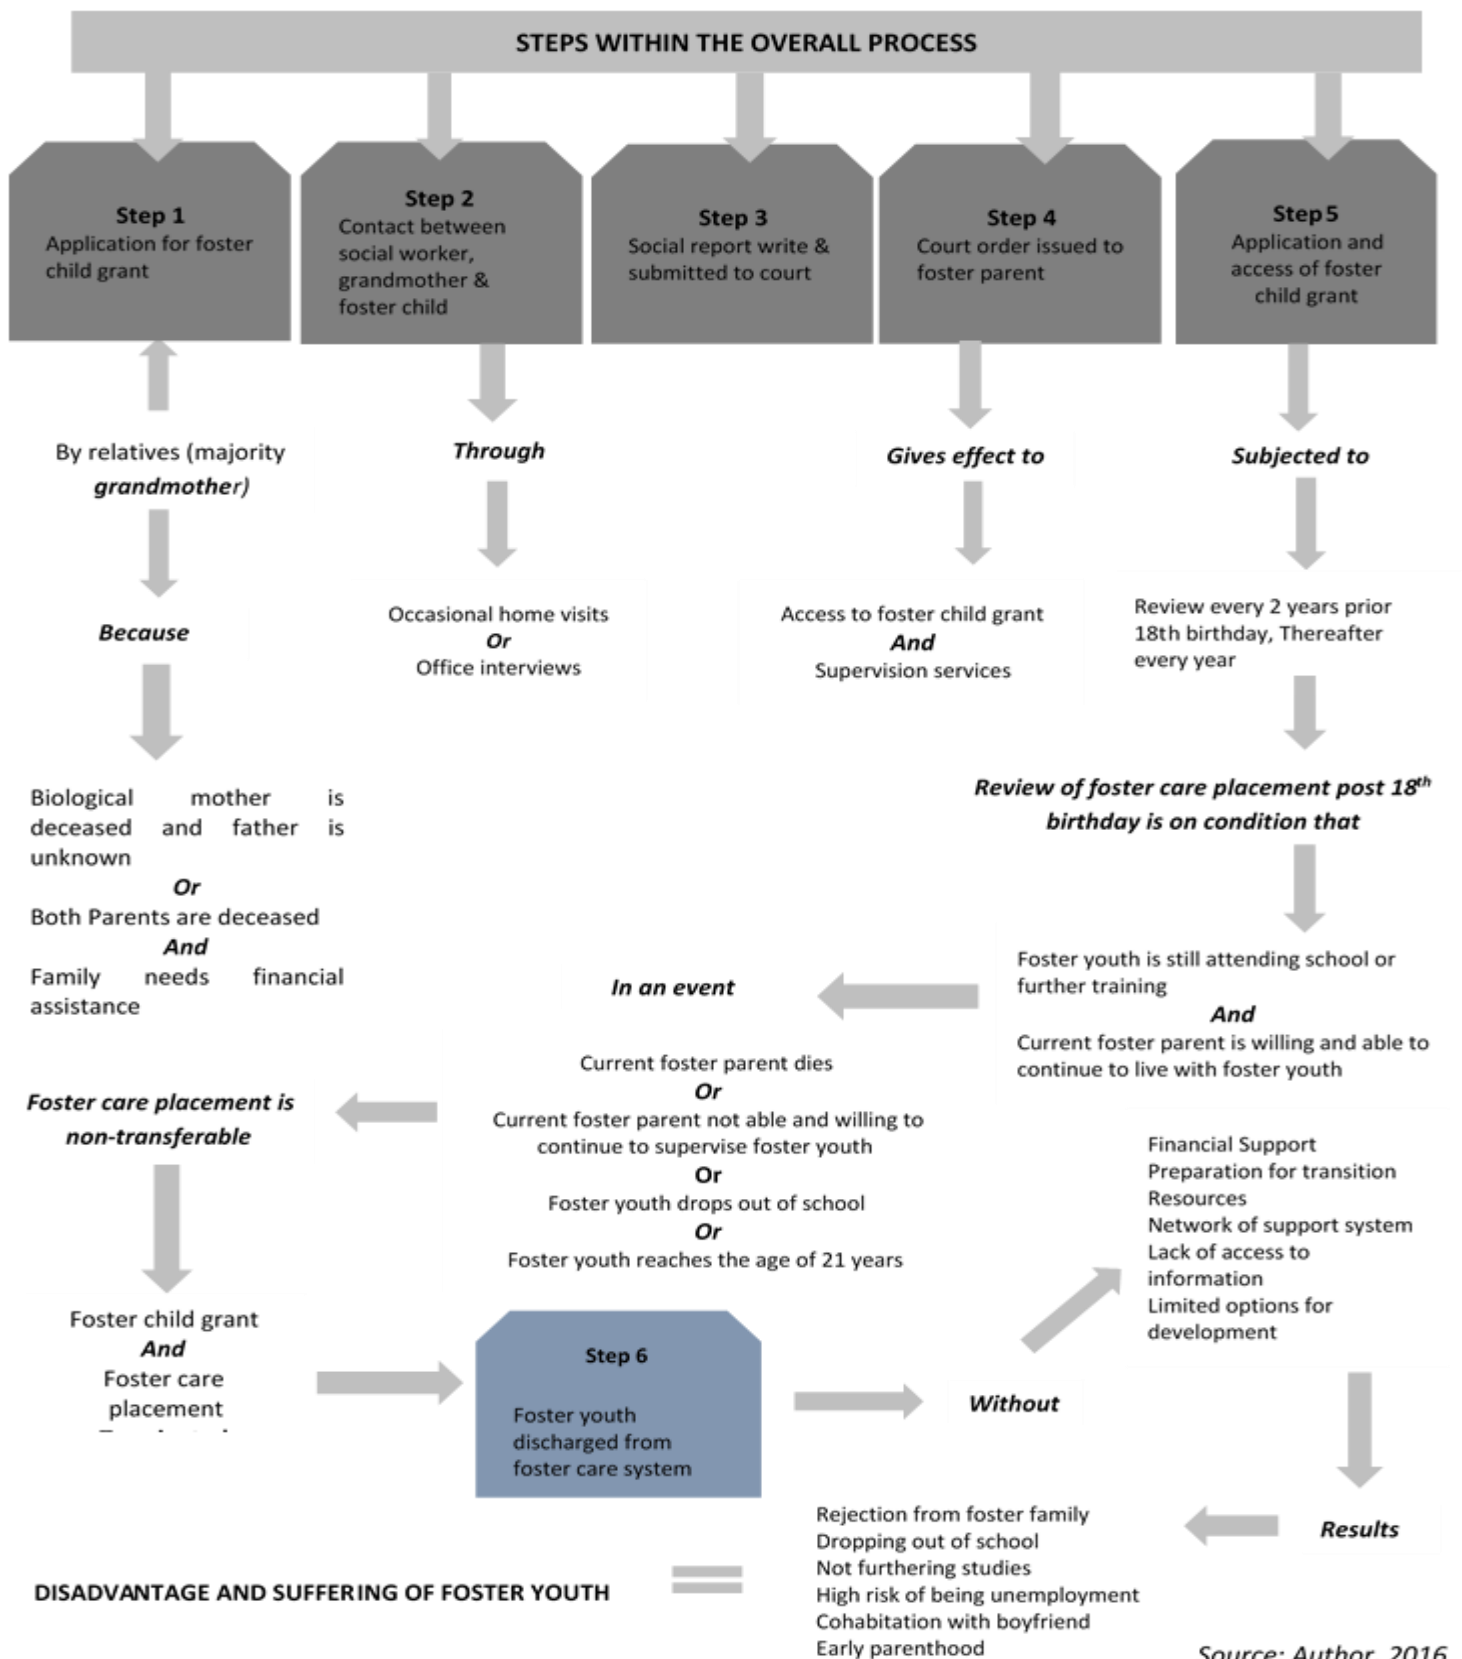 STEPS WITHIN THE OVERALL PROCESS
Step 1
Application for foster
child grant
Step 2
Contact between
social worker,
grandmother &
foster child
Step 3
Social report write &
submitted to court
Step 4
Court order issued to
foster parent
Step 5
Application and
access of foster
child grant
By relatives (majority
grandmother)
Because
Biological mother is
deceased and father is
unknown
Or
Both Parents are deceased
And
Family needs financial
assistance
Through
Occasional home visits
Or
Office interviews
Gives effect to
Access to foster child grant
And
Supervision services
Subjected to
Review every 2 years prior
18th birthday, Thereafter
every year
Review of foster care placement post 18th
birthday is on condition that
Foster youth is still attending school or
further training
And
Current foster parent is willing and able to
continue to live with foster youth
In an event
Current foster parent dies
Or
Current foster parent not able and willing to
continue to supervise foster youth
Or
Foster youth drops out of school
Or
Foster youth reaches the age of 21 years
Foster care placement is
non-transferable
Foster child grant
And
Foster care
placement
Step 6
Foster youth
discharged from
foster care system
Without
Financial Support
Preparation for transition
Resources
Network of support system
Lack of access to
information
Limited options for
development
Results
Rejection from foster family
Dropping out of school
Not furthering studies
High risk of being unemployment
Cohabitation with boyfriend
Early parenthood
DISADVANTAGE AND SUFFERING OF FOSTER YOUTH
Source: Author, 2016